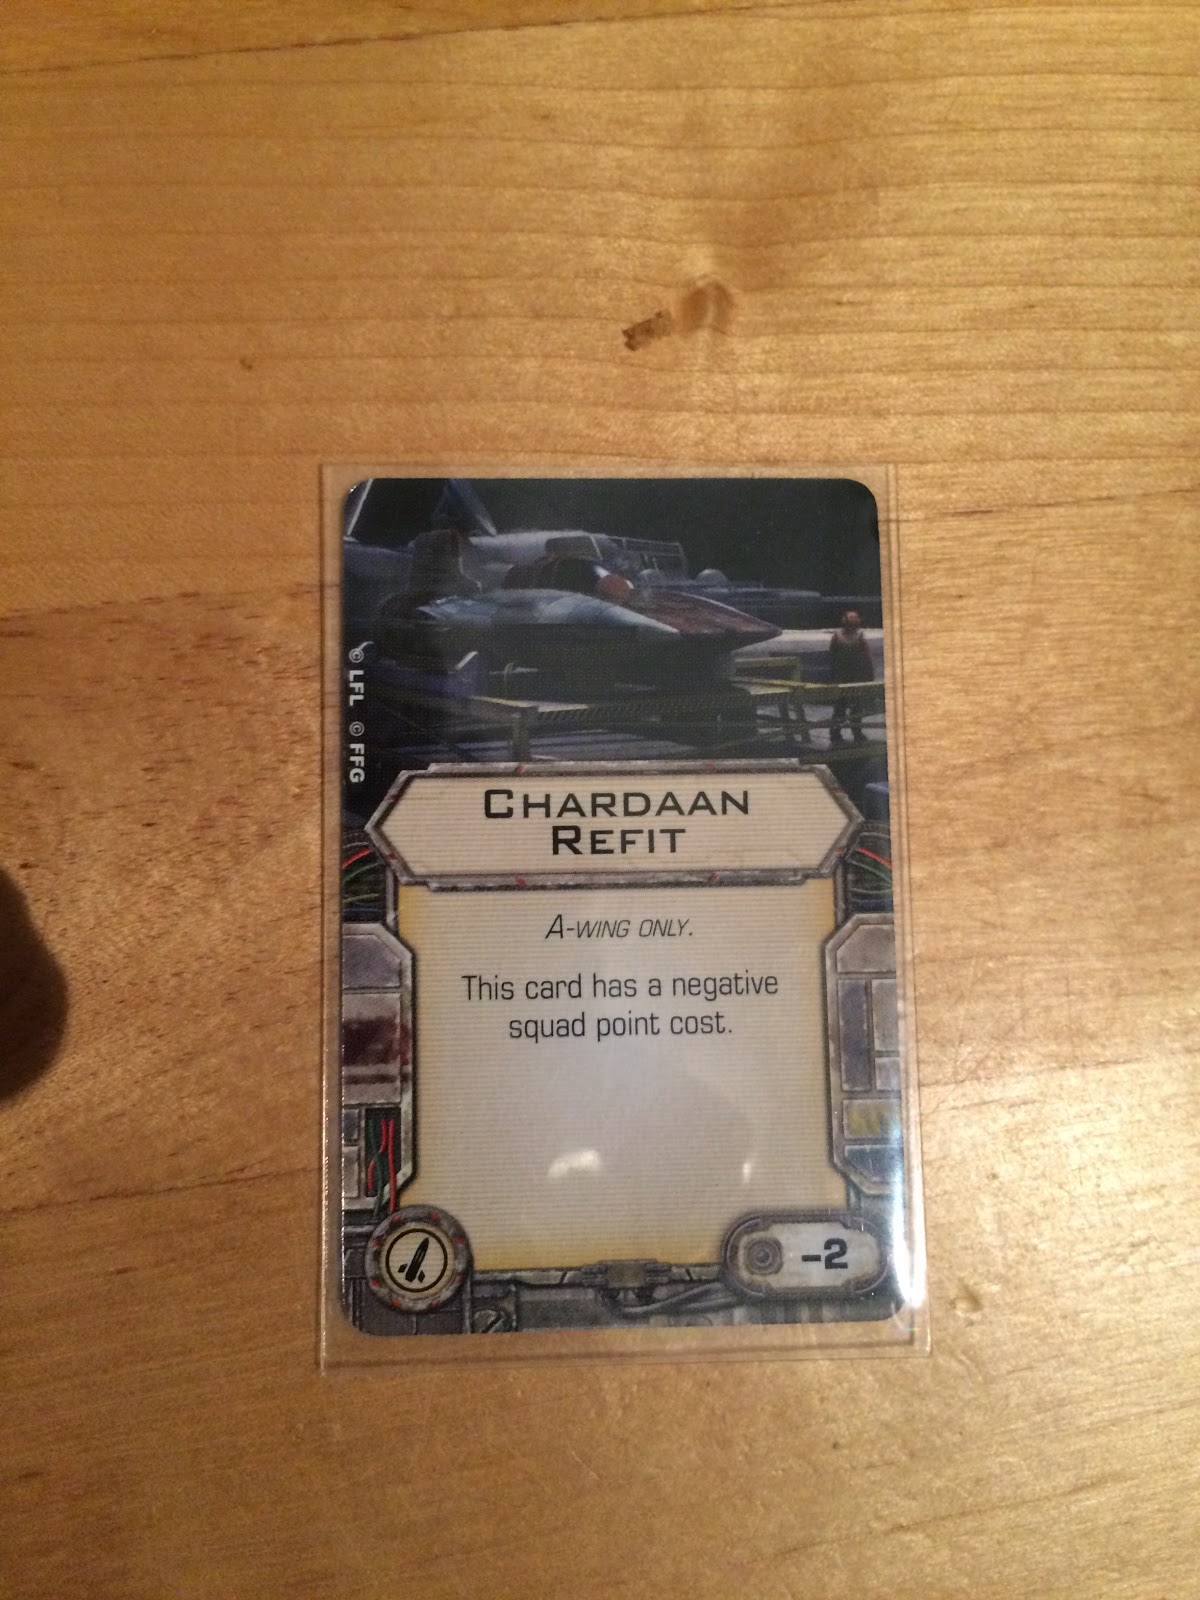 © LFL © FFG
CHARDAAN
REFIT
A-WING ONLY.
This card has a negative
squad point cost.
-2